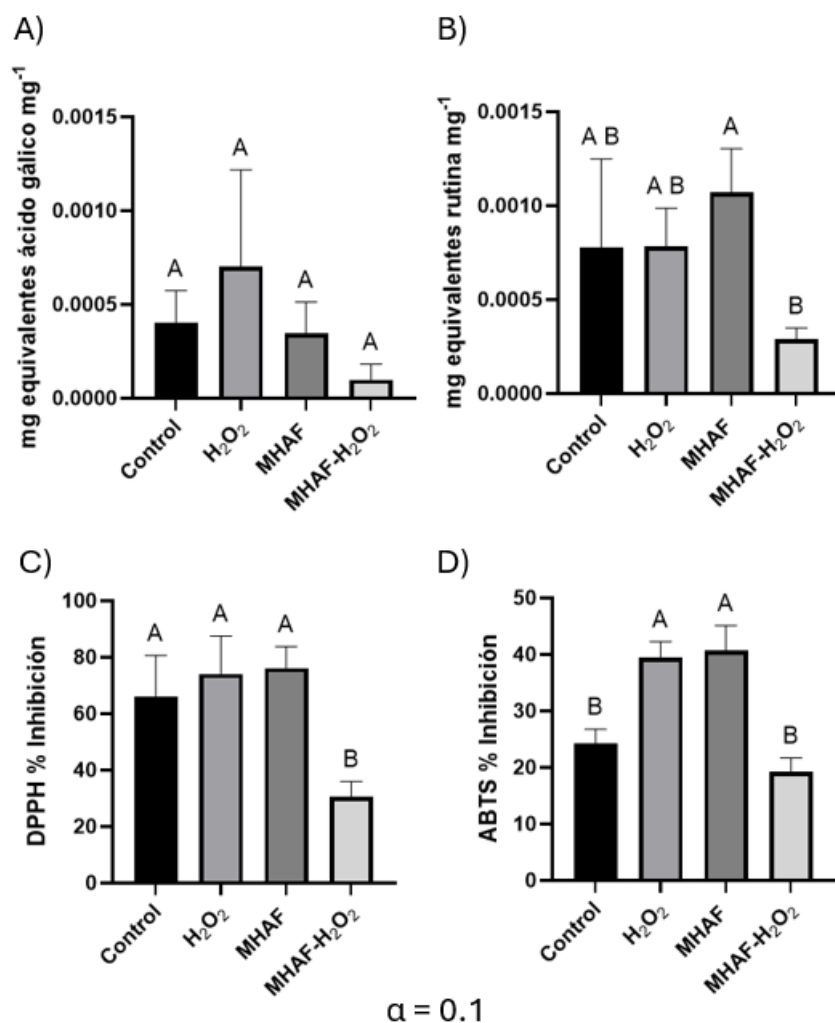 A)
mg equivalentes ácido gálico mg⁻¹
0.0015
0.0010
0.0005
0.0000
A
A
A
A
Control
H₂O₂
MHAF
MHAF-H₂O₂
B)
mg equivalentes rutina mg⁻¹
0.0015
0.0010
0.0005
0.0000
A B
A B
A
B
Control
H₂O₂
MHAF
MHAF-H₂O₂
C)
DPPH % Inhibición
100
80
60
40
20
0
A
A
A
B
Control
H₂O₂
MHAF
MHAF-H₂O₂
D)
ABTS % Inhibición
50
40
30
20
10
0
B
A
A
B
Control
H₂O₂
MHAF
MHAF-H₂O₂
α = 0.1